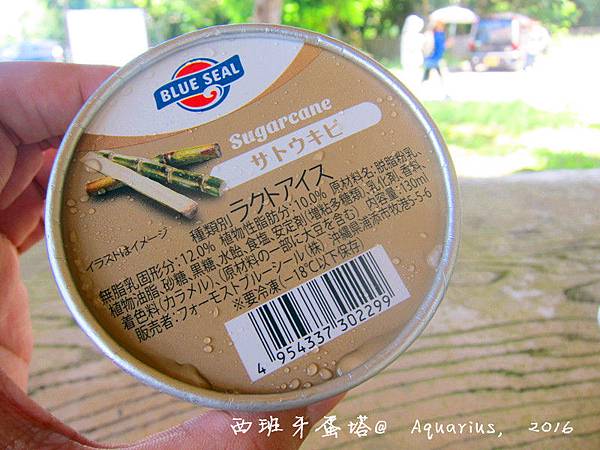 BLUE SEAL
Sugarcane
サトウキビ
イラストはイメージ
種類別 ラクトアイス
無脂乳固形分:12.0% 植物性脂肪分:10.0% 原材料名:脱脂粉乳、
植物油脂、砂糖、黒糖、水飴、食塩、安定剤(増粘多糖類)、乳化剤、香料、
着色料(カラメル)、(原材料の一部に大豆を含む) 内容量:130ml
販売者:フォーモストブルーシール(株) 沖縄県浦添市牧港5-5-6
※要冷凍(-18℃以下保存)
4 954337 302299
西班牙蛋塔@ Aquarius, 2016